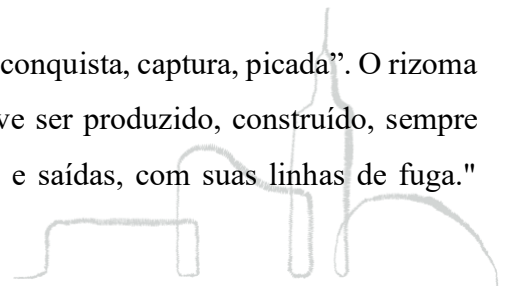 conquista, captura, picada”. O rizoma
ve ser produzido, construído, sempre
e saídas, com suas linhas de fuga."